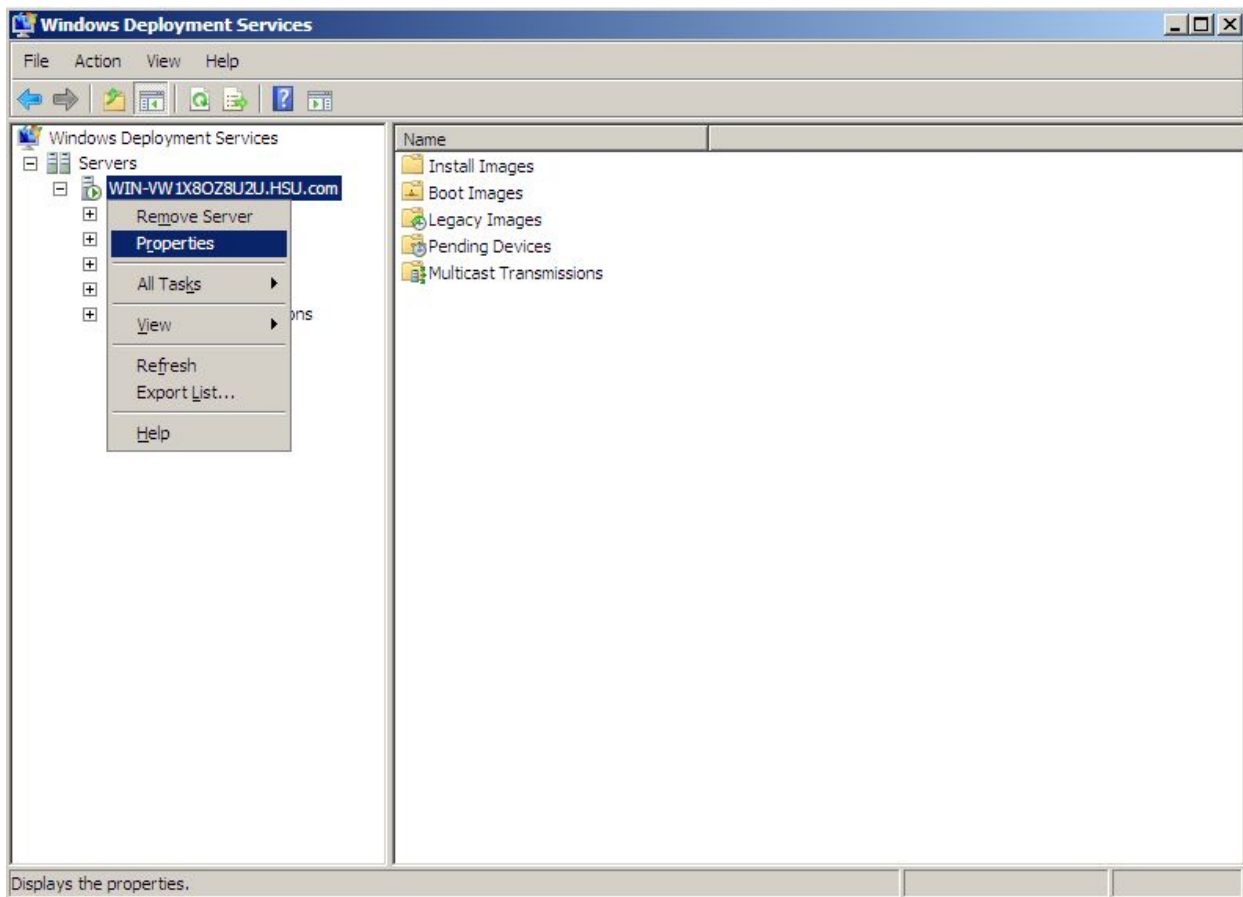 Windows Deployment Services
File Action View Help
Windows Deployment Services
Servers
WIN-VW1X8OZ8U2U.HSU.com
Remove Server
Properties
All Tasks
View
ons
Refresh
Export List...
Help
Name
Install Images
Boot Images
Legacy Images
Pending Devices
Multicast Transmissions
Displays the properties.